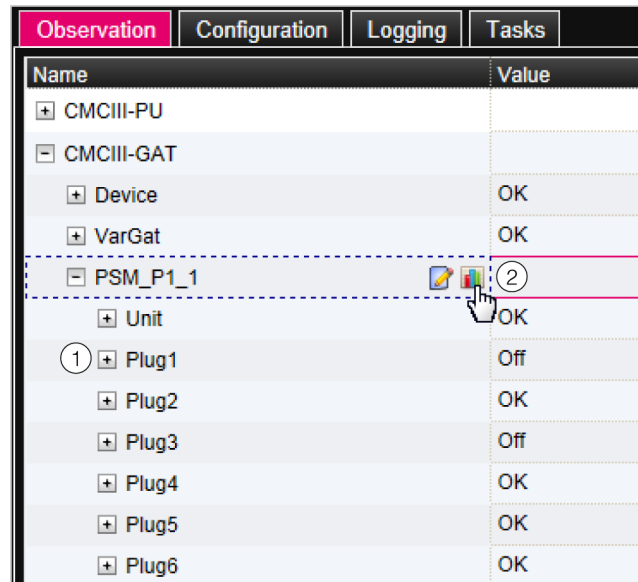 Observation Configuration Logging Tasks
Name Value
CMCIII-PU
CMCIII-GAT
Device OK
VarGat OK
PSM_P1_1 2
Unit OK
1 Plug1 Off
Plug2 OK
Plug3 Off
Plug4 OK
Plug5 OK
Plug6 OK